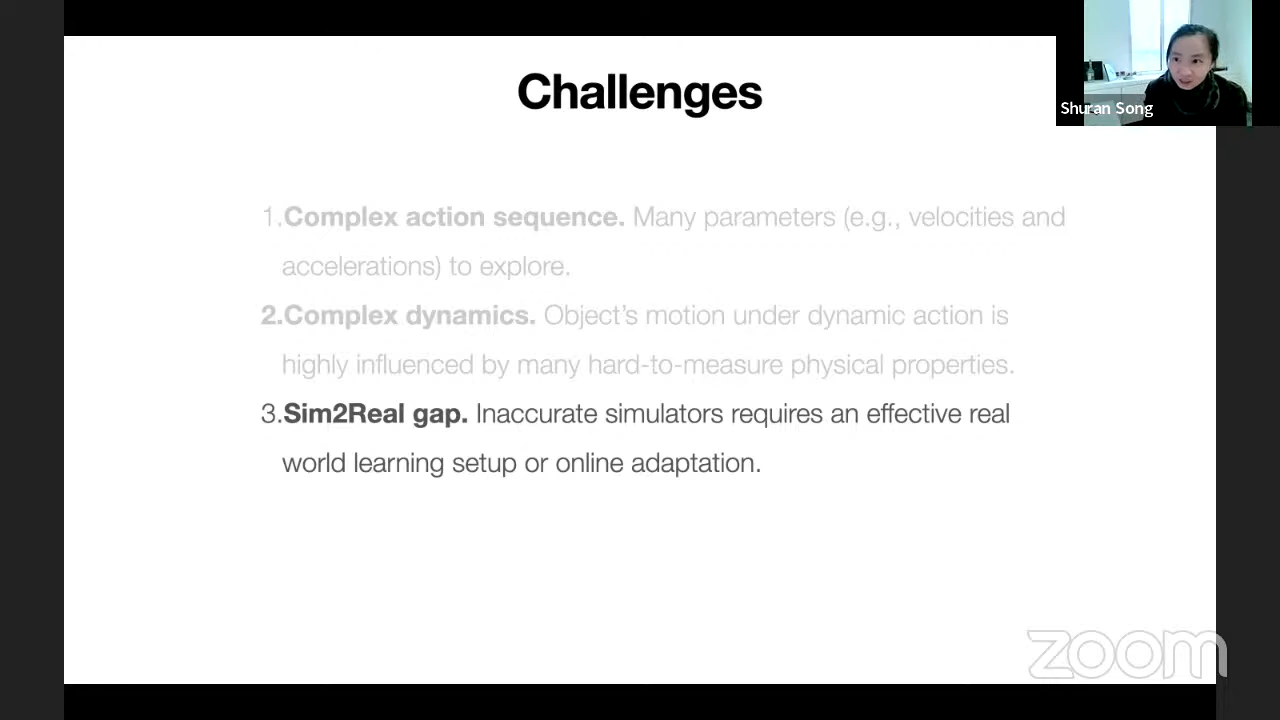 Challenges
Shuran Song
1.Complex action sequence. Many parameters (e.g., velocities and
accelerations) to explore.
2.Complex dynamics. Object’s motion under dynamic action is
highly influenced by many hard-to-measure physical properties.
3.Sim2Real gap. Inaccurate simulators requires an effective real
world learning setup or online adaptation.
zoom